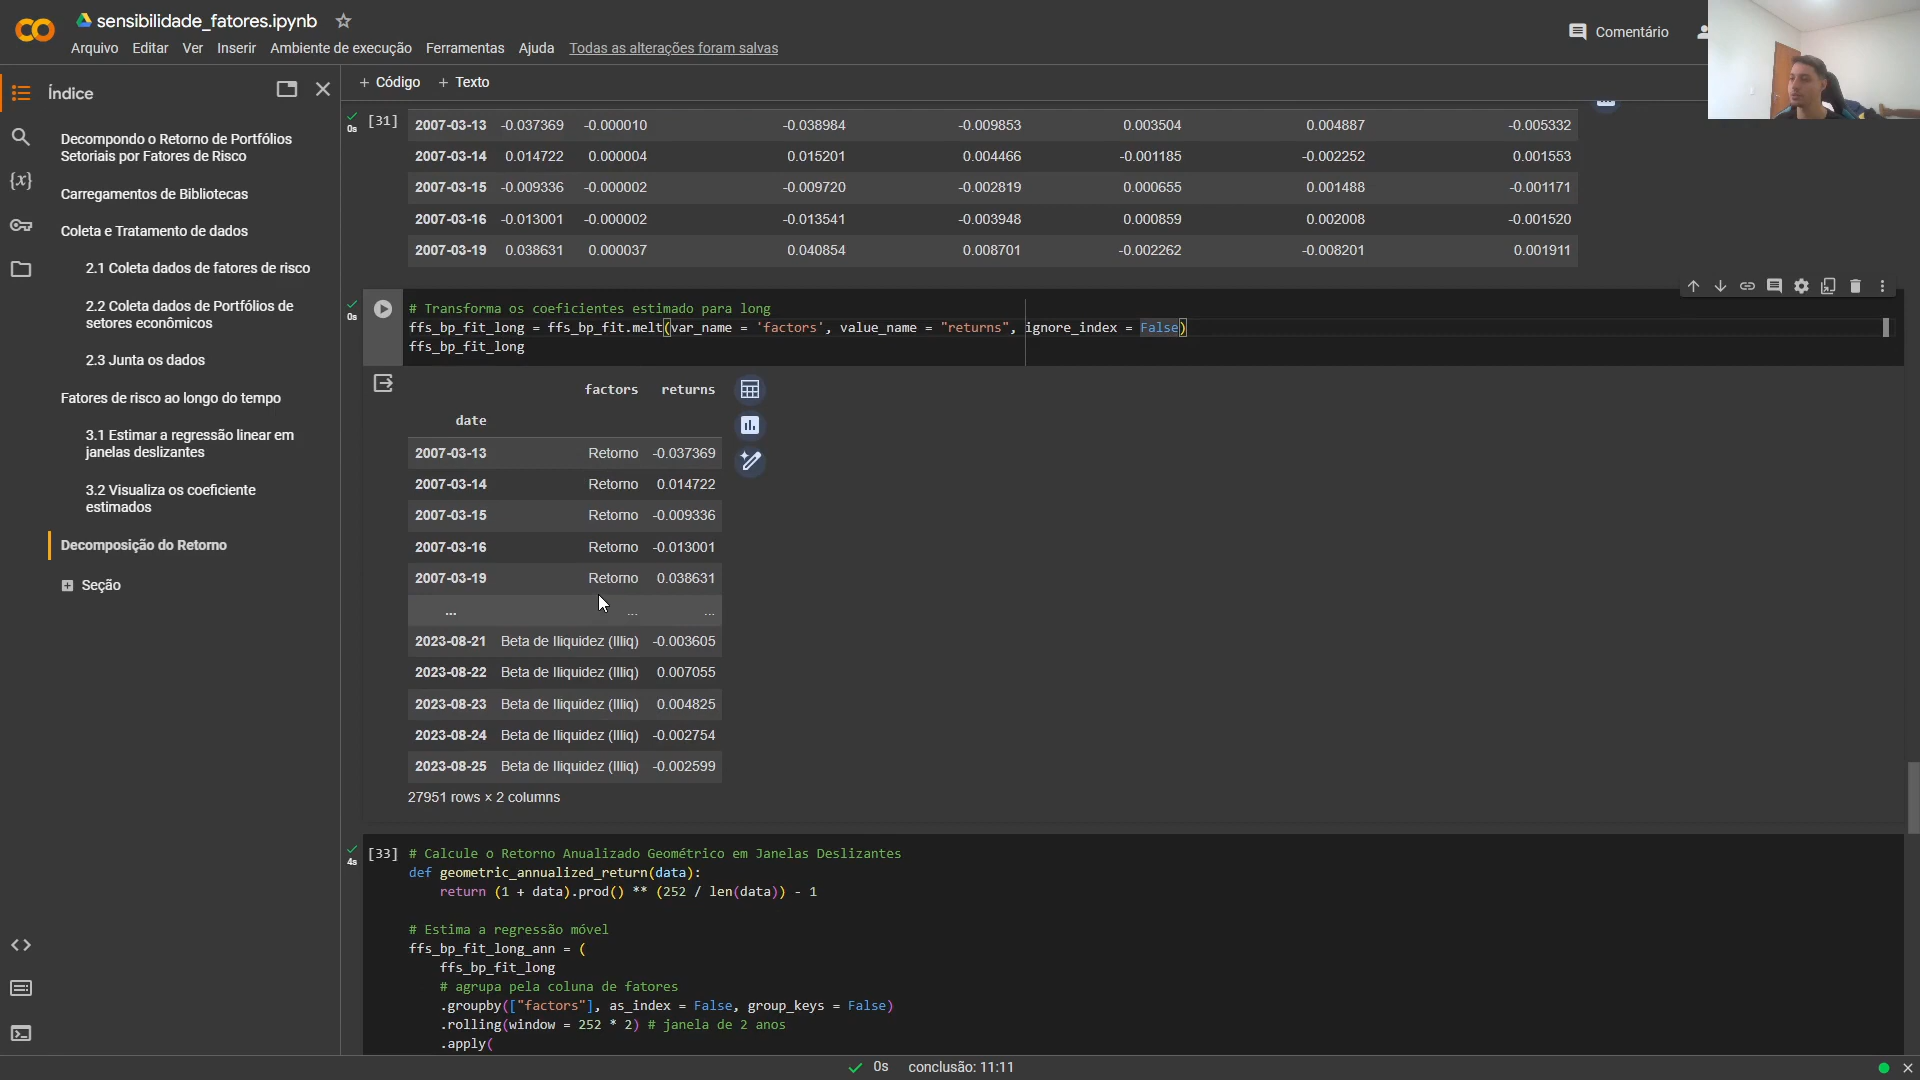 sensibilidade_fatores.ipynb
Arquivo Editar Ver Inserir Ambiente de execução Ferramentas Ajuda Todas as alterações foram salvas
Comentário
Índice
Decompondo o Retorno de Portfólios
Setoriais por Fatores de Risco
Carregamentos de Bibliotecas
Coleta e Tratamento de dados
2.1 Coleta dados de fatores de risco
2.2 Coleta dados de Portfólios de
setores econômicos
2.3 Junta os dados
Fatores de risco ao longo do tempo
3.1 Estimar a regressão linear em
janelas deslizantes
3.2 Visualiza os coeficiente
estimados
Decomposição do Retorno
Seção
+ Código + Texto
0s [31] 2007-03-13 -0.037369 -0.000010 -0.038984 -0.009853 0.003504 0.004887 -0.005332
2007-03-14 0.014722 0.000004 0.015201 0.004466 -0.001185 -0.002252 0.001553
2007-03-15 -0.009336 -0.000002 -0.009720 -0.002819 0.000655 0.001488 -0.001171
2007-03-16 -0.013001 -0.000002 -0.013541 -0.003948 0.000859 0.002008 -0.001520
2007-03-19 0.038631 0.000037 0.040854 0.008701 -0.002262 -0.008201 0.001911
0s
# Transforma os coeficientes estimado para long
ffs_bp_fit_long = ffs_bp_fit.melt(var_name = 'factors', value_name = "returns", ignore_index = False)
ffs_bp_fit_long
factors returns
date
2007-03-13 Retorno -0.037369
2007-03-14 Retorno 0.014722
2007-03-15 Retorno -0.009336
2007-03-16 Retorno -0.013001
2007-03-19 Retorno 0.038631
... ... ...
2023-08-21 Beta de Iliquidez (Illiq) -0.003605
2023-08-22 Beta de Iliquidez (Illiq) 0.007055
2023-08-23 Beta de Iliquidez (Illiq) 0.004825
2023-08-24 Beta de Iliquidez (Illiq) -0.002754
2023-08-25 Beta de Iliquidez (Illiq) -0.002599
27951 rows × 2 columns
4s [33] # Calcule o Retorno Anualizado Geométrico em Janelas Deslizantes
def geometric_annualized_return(data):
return (1 + data).prod() ** (252 / len(data)) - 1
# Estima a regressão móvel
ffs_bp_fit_long_ann = (
ffs_bp_fit_long
# agrupa pela coluna de fatores
.groupby(["factors"], as_index = False, group_keys = False)
.rolling(window = 252 * 2) # janela de 2 anos
.apply(
0s conclusão: 11:11